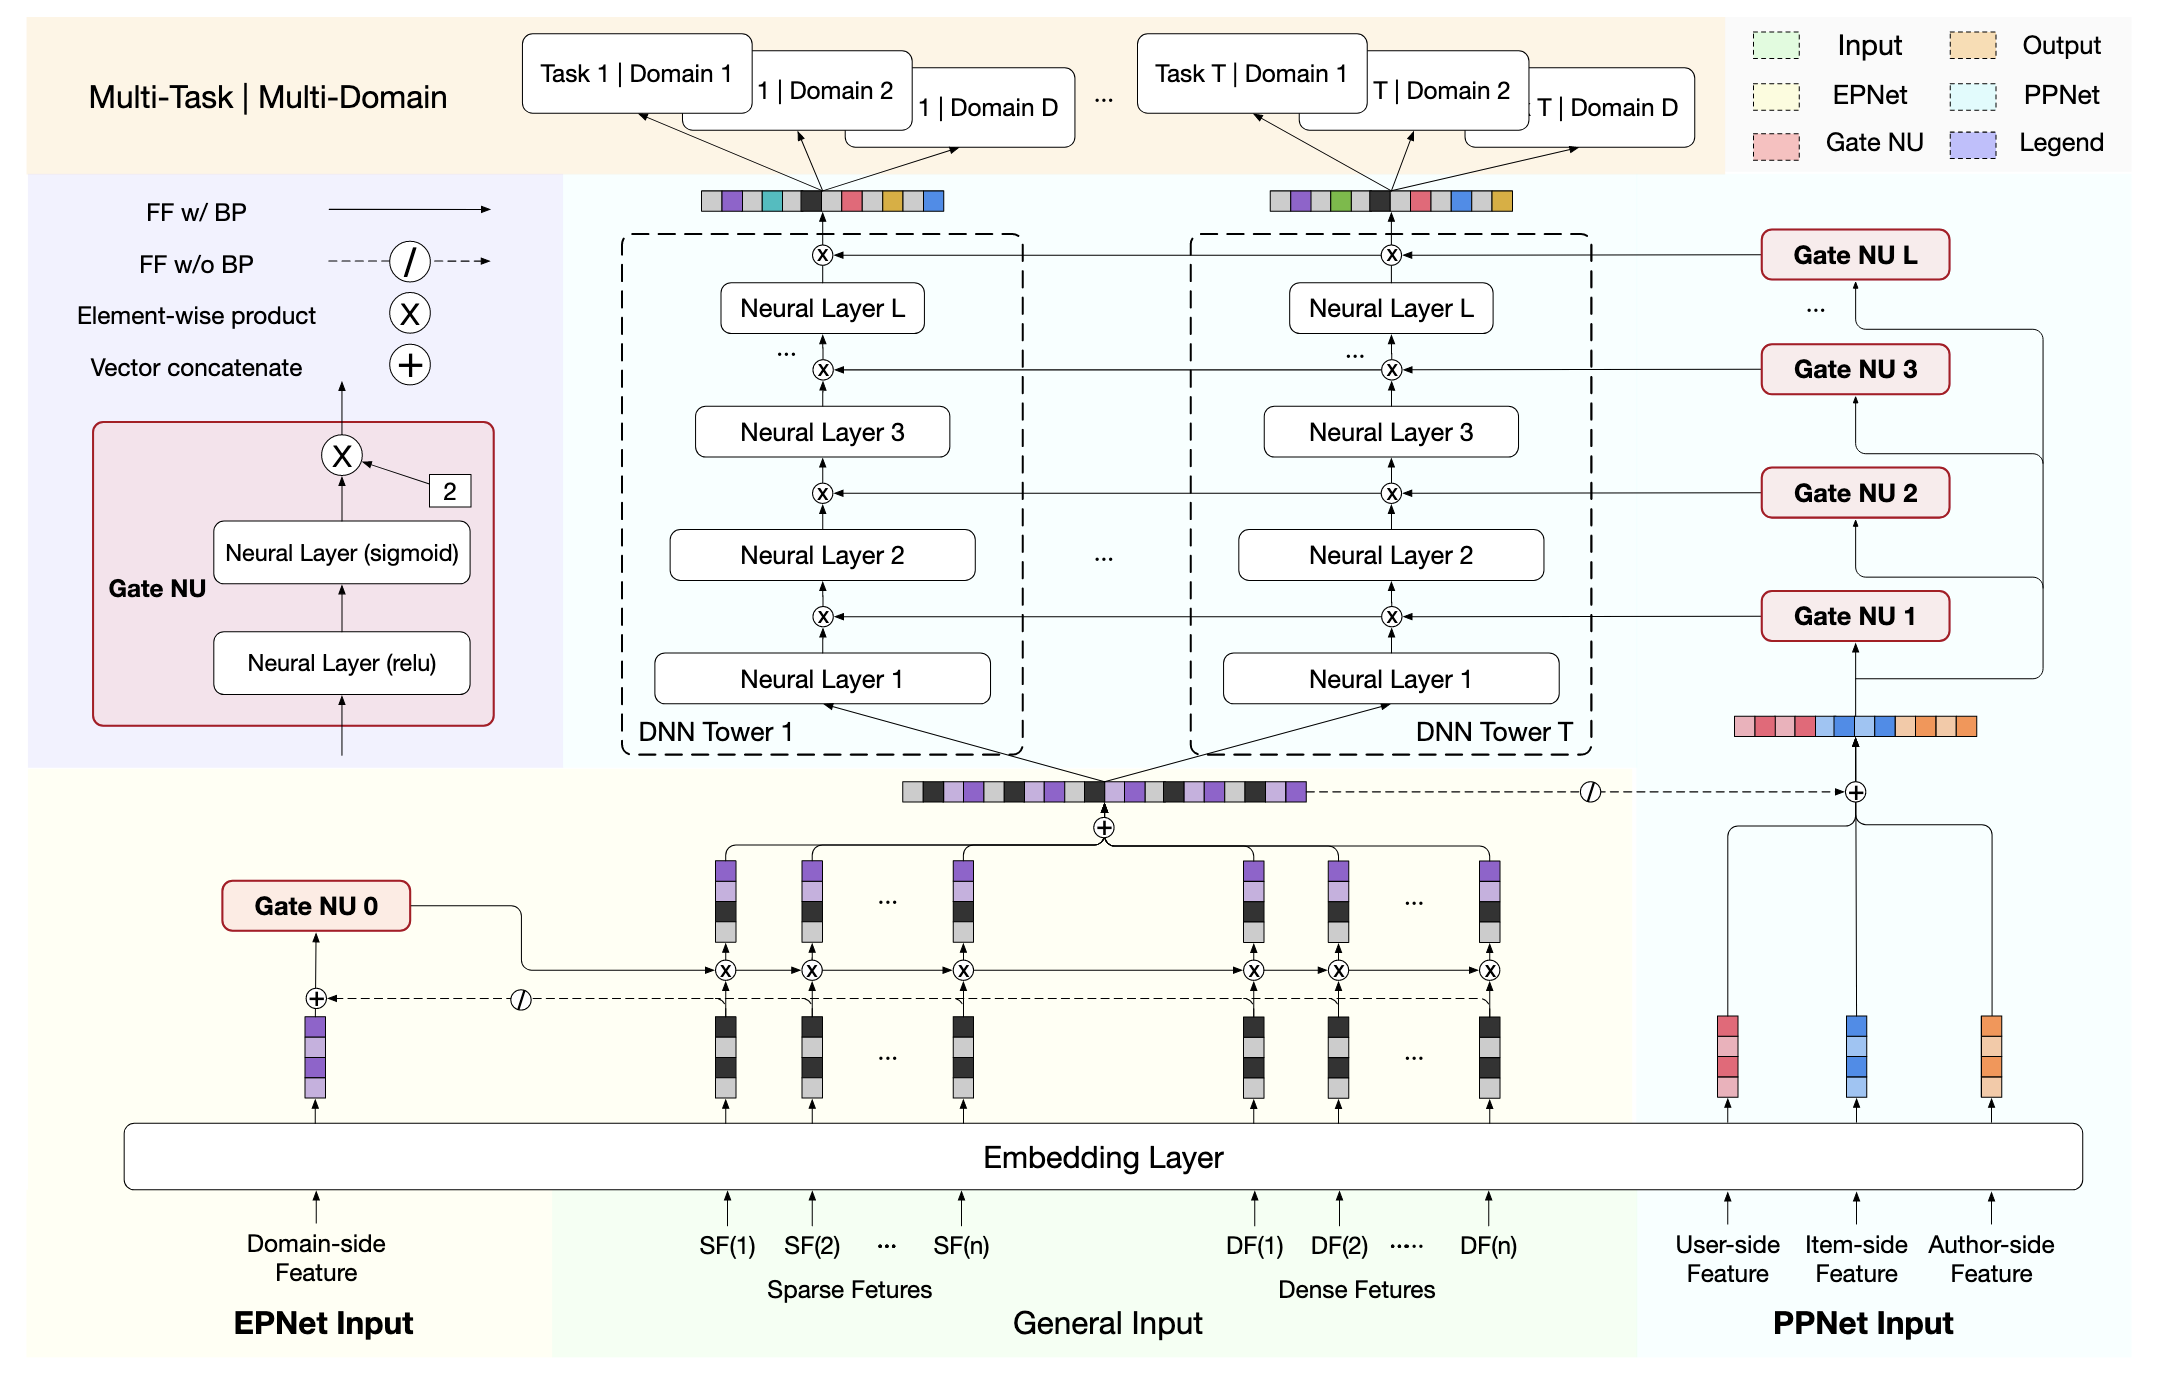 Multi-Task | Multi-Domain
Task 1 | Domain 1
1 | Domain 2
1 | Domain D
...
Task T | Domain 1
T | Domain 2
T | Domain D
Input
Output
EPNet
PPNet
Gate NU
Legend
FF w/ BP
FF w/o BP
/
Element-wise product
X
Vector concatenate
+
X
2
Neural Layer (sigmoid)
Gate NU
Neural Layer (relu)
X
X
Gate NU L
Neural Layer L
Neural Layer L
...
...
...
X
X
Gate NU 3
Neural Layer 3
Neural Layer 3
X
X
Gate NU 2
Neural Layer 2
...
Neural Layer 2
X
X
Gate NU 1
Neural Layer 1
Neural Layer 1
DNN Tower 1
DNN Tower T
/
+
+
Gate NU 0
...
...
X
X
X
X
X
X
+
/
...
...
Embedding Layer
Domain-side
Feature
SF(1)
SF(2)
...
SF(n)
DF(1)
DF(2)
.....
DF(n)
User-side
Feature
Item-side
Feature
Author-side
Feature
Sparse Fetures
Dense Fetures
EPNet Input
General Input
PPNet Input